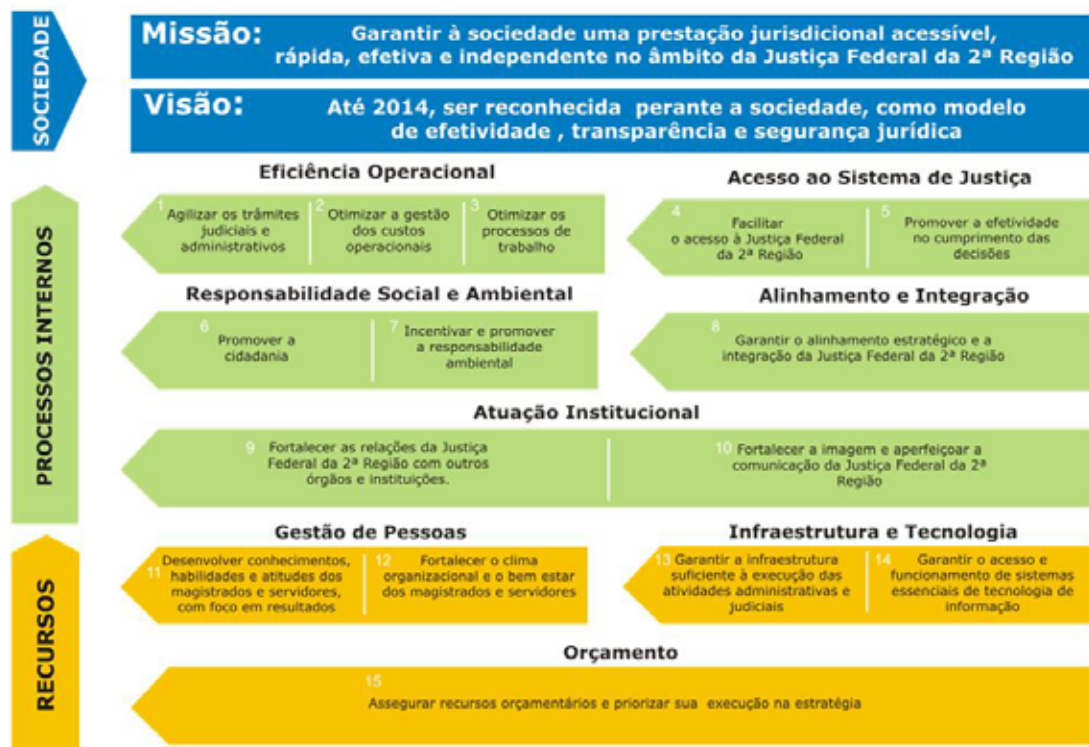 SOCIEDADE
Missão:
Garantir à sociedade uma prestação jurisdicional acessível,
rápida, efetiva e independente no âmbito da Justiça Federal da 2ª Região
Visão:
Até 2014, ser reconhecida perante a sociedade, como modelo
de efetividade , transparência e segurança jurídica
PROCESSOS INTERNOS
Eficiência Operacional
1
Agilizar os trâmites
judiciais e
administrativos
2
Otimizar a gestão
dos custos
operacionais
3
Otimizar os
processos de
trabalho
Acesso ao Sistema de Justiça
4
Facilitar
o acesso à Justiça Federal
da 2ª Região
5
Promover a efetividade
no cumprimento das
decisões
Responsabilidade Social e Ambiental
6
Promover a
cidadania
7
Incentivar e promover
a responsabilidade
ambiental
Alinhamento e Integração
8
Garantir o alinhamento estratégico e a
integração da Justiça Federal da 2ª Região
Atuação Institucional
9
Fortalecer as relações da Justiça
Federal da 2ª Região com outros
órgãos e instituições.
10
Fortalecer a imagem e aperfeiçoar a
comunicação da Justiça Federal da 2ª
Região
RECURSOS
Gestão de Pessoas
11
Desenvolver conhecimentos,
habilidades e atitudes dos
magistrados e servidores,
com foco em resultados
12
Fortalecer o clima
organizacional e o bem estar
dos magistrados e servidores
Infraestrutura e Tecnologia
13
Garantir a infraestrutura
suficiente à execução das
atividades administrativas e
judiciais
14
Garantir o acesso e
funcionamento de sistemas
essenciais de tecnologia de
informação
Orçamento
15
Assegurar recursos orçamentários e priorizar sua execução na estratégia